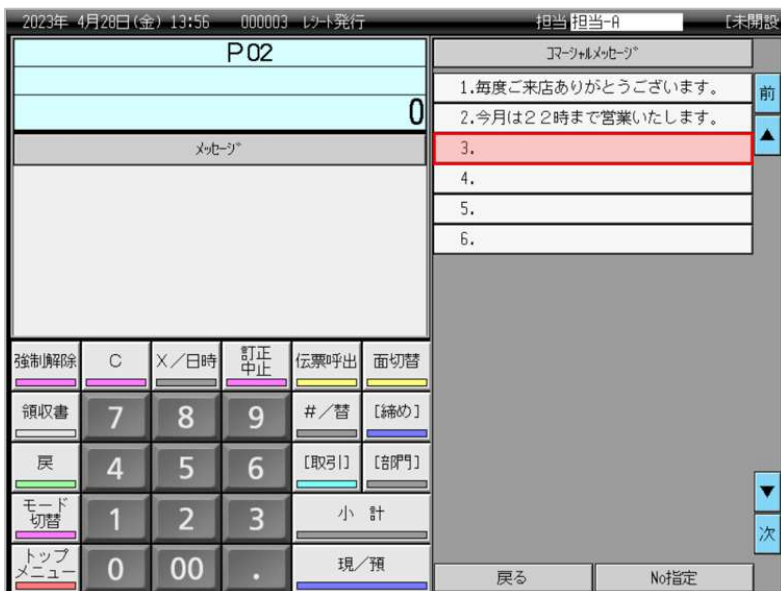 2023年 4月28日(金) 13:56 000003 ﾚｼｰﾄ発行 担当 担当-A [未開設
P02
0
ﾒｯｾｰｼﾞ
ｺﾏｰｼｬﾙﾒｯｾｰｼﾞ
1.毎度ご来店ありがとうございます。
2.今月は２２時まで営業いたします。
3.
4.
5.
6.
前
▲
▼
次
強制解除 C X／日時 訂正中止 伝票呼出 面切替
領収書 7 8 9 #／替 [締め]
戻 4 5 6 [取引] [部門]
モード切替 1 2 3 小 計
トップメニュー 0 00 . 現／預
戻る No指定